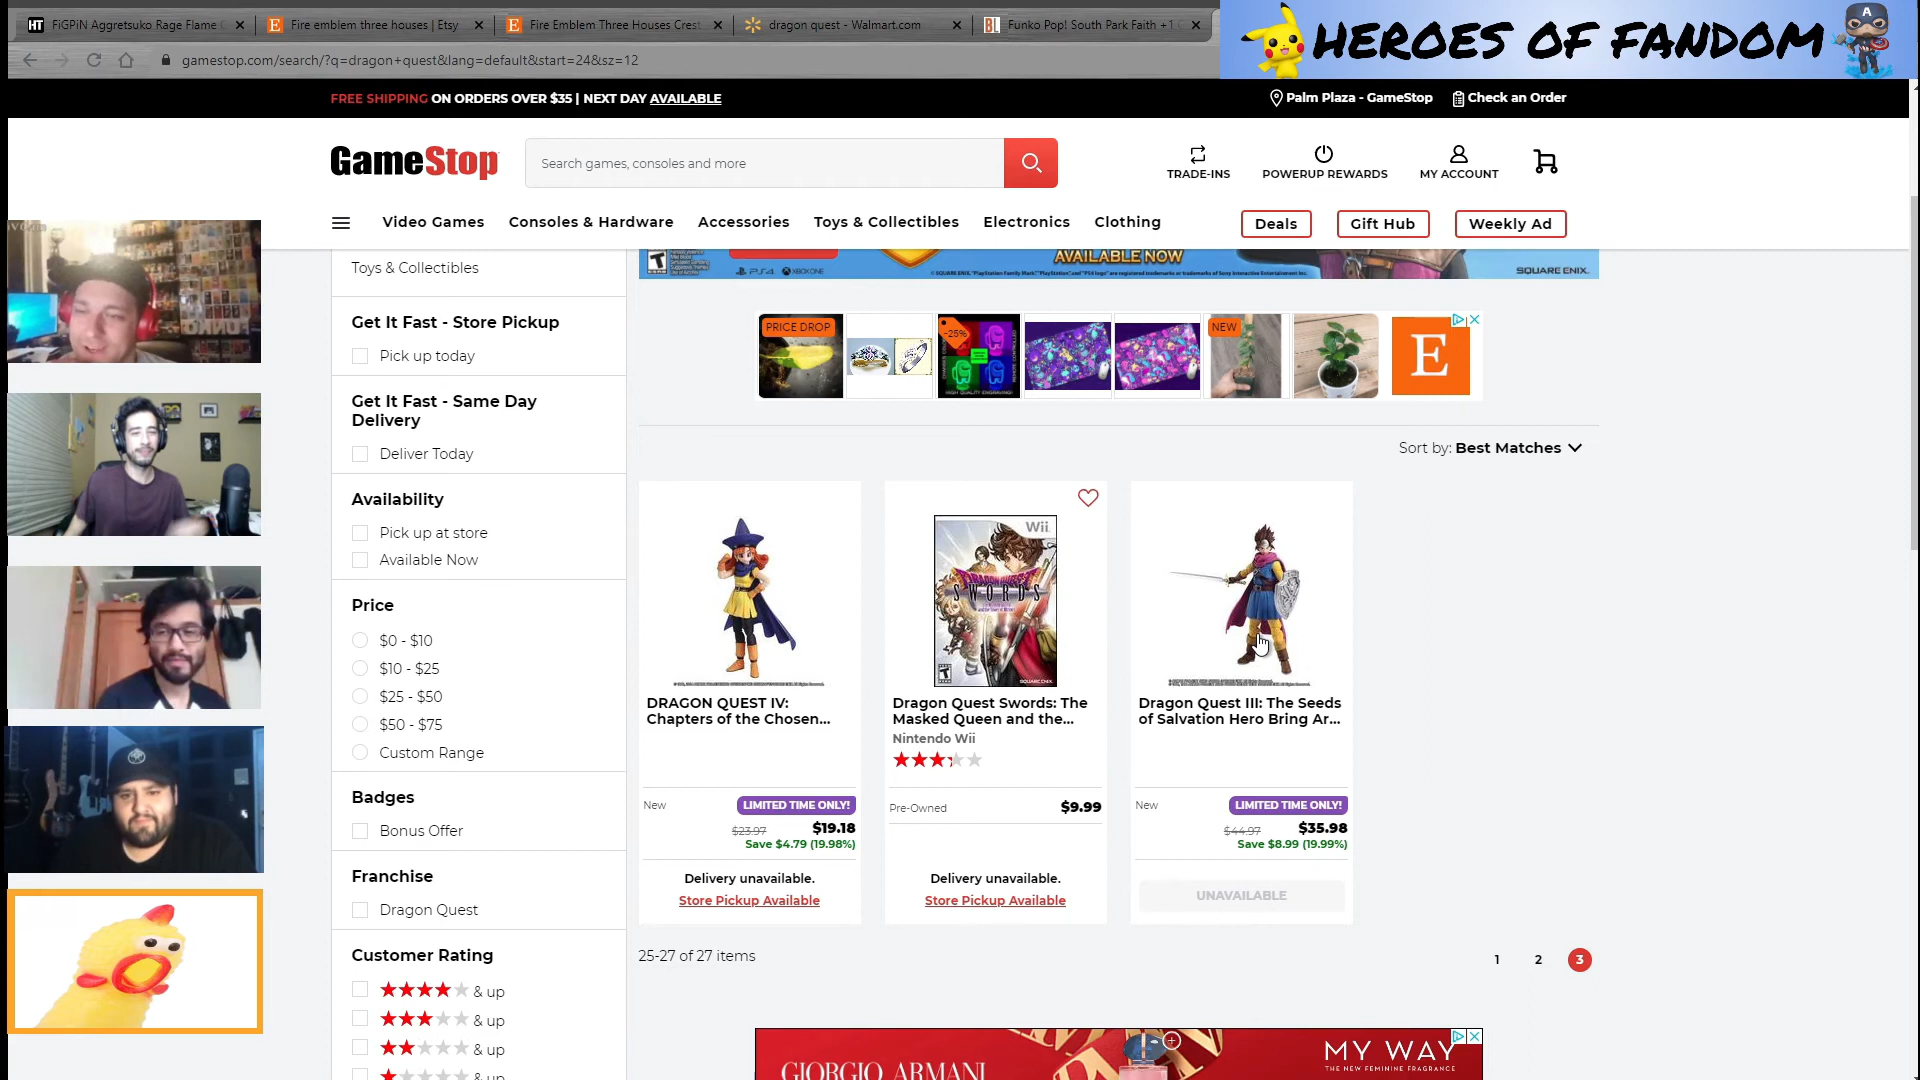 FiGPiN Aggretsuko Rage Flame
Fire emblem three houses | Etsy
Fire Emblem Three Houses Crest
dragon quest - Walmart.com
Funko Pop! South Park Faith +1
HEROES OF FANDOM
gamestop.com/search/?q=dragon+quest&lang=default&start=24&sz=12
FREE SHIPPING ON ORDERS OVER $35 | NEXT DAY AVAILABLE
Palm Plaza - GameStop
Check an Order
GameStop
Search games, consoles and more
TRADE-INS
POWERUP REWARDS
MY ACCOUNT
Video Games
Consoles & Hardware
Accessories
Toys & Collectibles
Electronics
Clothing
Deals
Gift Hub
Weekly Ad
Toys & Collectibles
AVAILABLE NOW
PS4 XBOX ONE
SQUARE ENIX.
Get It Fast - Store Pickup
Pick up today
PRICE DROP
-25%
NEW
E
Get It Fast - Same Day
Delivery
Deliver Today
Sort by: Best Matches
Availability
Pick up at store
Available Now
Price
$0 - $10
$10 - $25
$25 - $50
$50 - $75
Custom Range
Badges
Bonus Offer
Franchise
Dragon Quest
Customer Rating
& up
& up
& up
& up
DRAGON QUEST IV:
Chapters of the Chosen...
New
LIMITED TIME ONLY!
$23.97 $19.18
Save $4.79 (19.98%)
Delivery unavailable.
Store Pickup Available
Wii
DRAGON QUEST
SWORDS
SQUARE ENIX
Dragon Quest Swords: The
Masked Queen and the...
Nintendo Wii
Pre-Owned
$9.99
Delivery unavailable.
Store Pickup Available
Dragon Quest III: The Seeds
of Salvation Hero Bring Ar...
New
LIMITED TIME ONLY!
$44.97 $35.98
Save $8.99 (19.99%)
UNAVAILABLE
25-27 of 27 items
1 2 3
GIORGIO ARMANI
MY WAY
THE NEW FEMININE FRAGRANCE